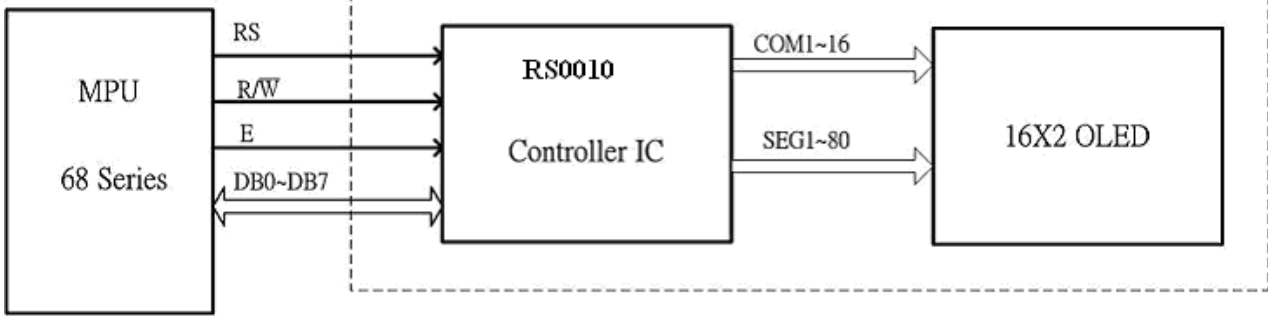 MPU
68 Series
RS
R/W̅
E
DB0~DB7
RS0010
Controller IC
COM1~16
SEG1~80
16X2 OLED